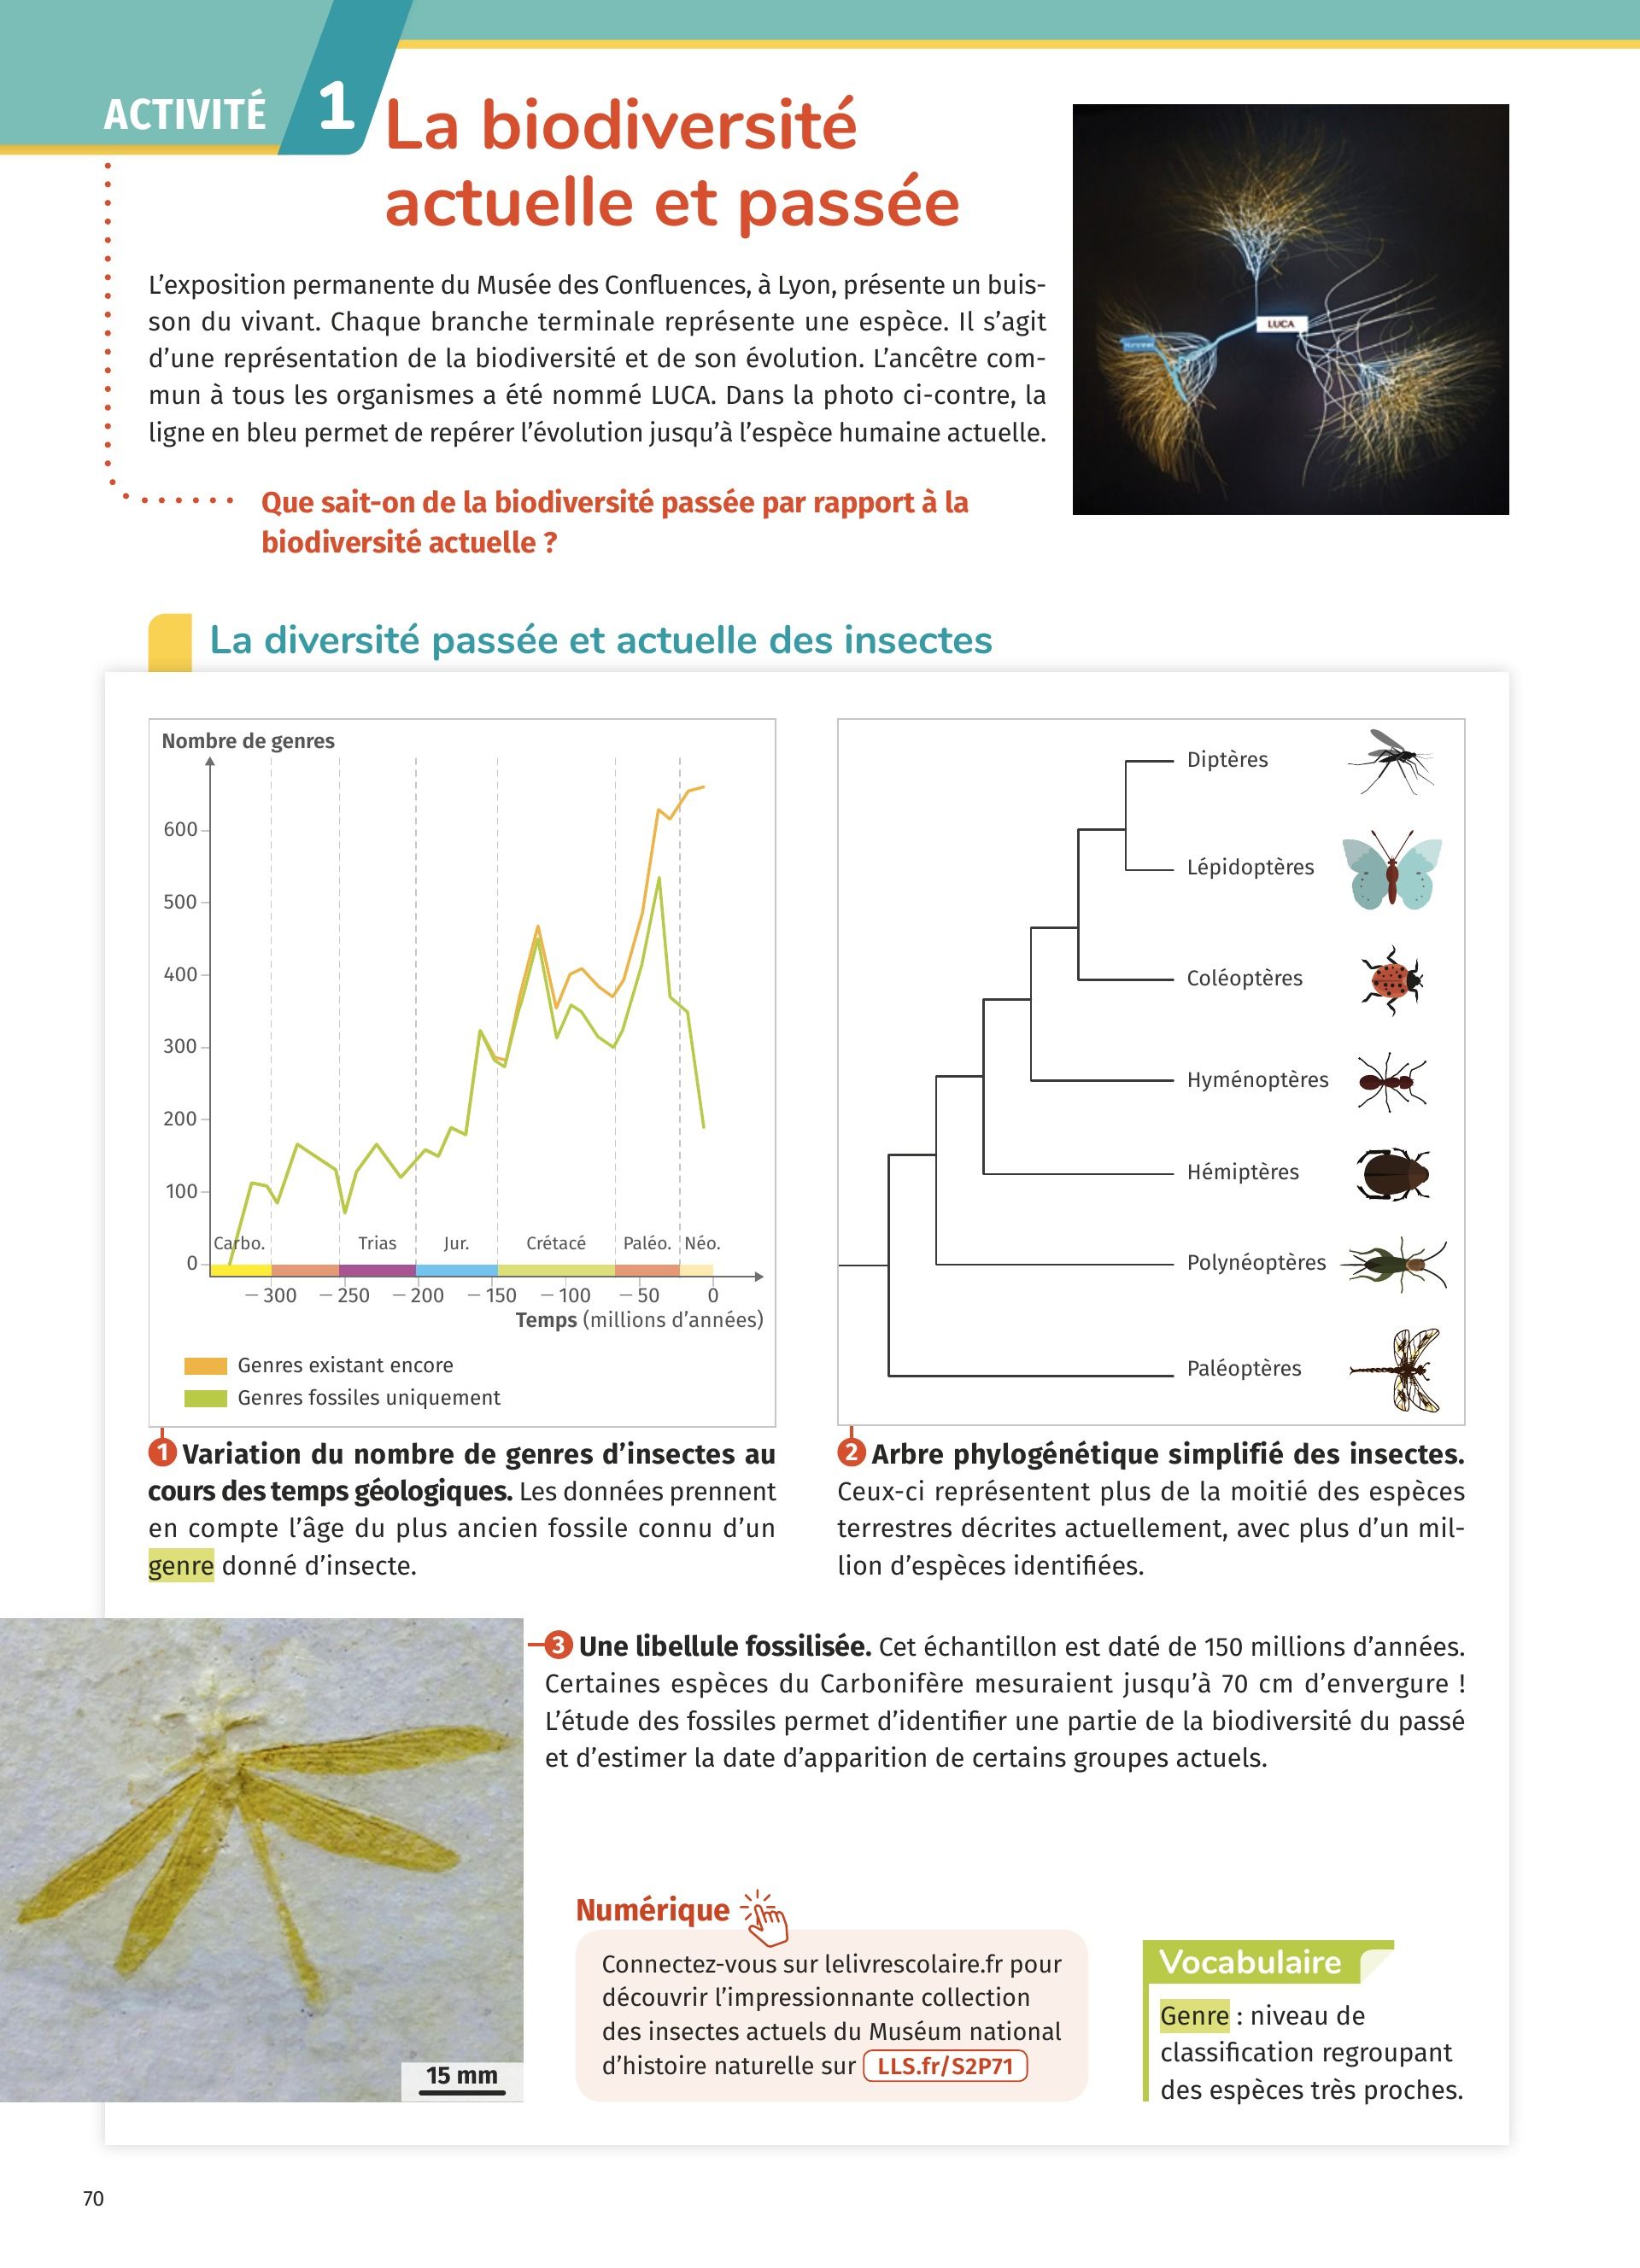 ACTIVITÉ 1
La biodiversité
actuelle et passée
L'exposition permanente du Musée des Confluences, à Lyon, présente un buis-
son du vivant. Chaque branche terminale représente une espèce. Il s'agit
d'une représentation de la biodiversité et de son évolution. L'ancêtre com-
mun à tous les organismes a été nommé LUCA. Dans la photo ci-contre, la
ligne en bleu permet de repérer l'évolution jusqu'à l'espèce humaine actuelle.
LUCA
Que sait-on de la biodiversité passée par rapport à la
biodiversité actuelle ?
La diversité passée et actuelle des insectes
Nombre de genres
600
500
400
300
200
100
0
Carbo. Trias Jur. Crétacé Paléo. Néo.
– 300 – 250 – 200 – 150 – 100 – 50 0
Temps (millions d'années)
Genres existant encore
Genres fossiles uniquement
1 Variation du nombre de genres d'insectes au
cours des temps géologiques. Les données prennent
en compte l'âge du plus ancien fossile connu d'un
genre donné d'insecte.
Diptères
Lépidoptères
Coléoptères
Hyménoptères
Hémiptères
Polynéoptères
Paléoptères
2 Arbre phylogénétique simplifié des insectes.
Ceux-ci représentent plus de la moitié des espèces
terrestres décrites actuellement, avec plus d'un mil-
lion d'espèces identifiées.
3 Une libellule fossilisée. Cet échantillon est daté de 150 millions d'années.
Certaines espèces du Carbonifère mesuraient jusqu'à 70 cm d'envergure !
L'étude des fossiles permet d'identifier une partie de la biodiversité du passé
et d'estimer la date d'apparition de certains groupes actuels.
15 mm
Numérique
Connectez-vous sur lelivrescolaire.fr pour
découvrir l'impressionnante collection
des insectes actuels du Muséum national
d'histoire naturelle sur LLS.fr/S2P71
Vocabulaire
Genre : niveau de
classification regroupant
des espèces très proches.
70